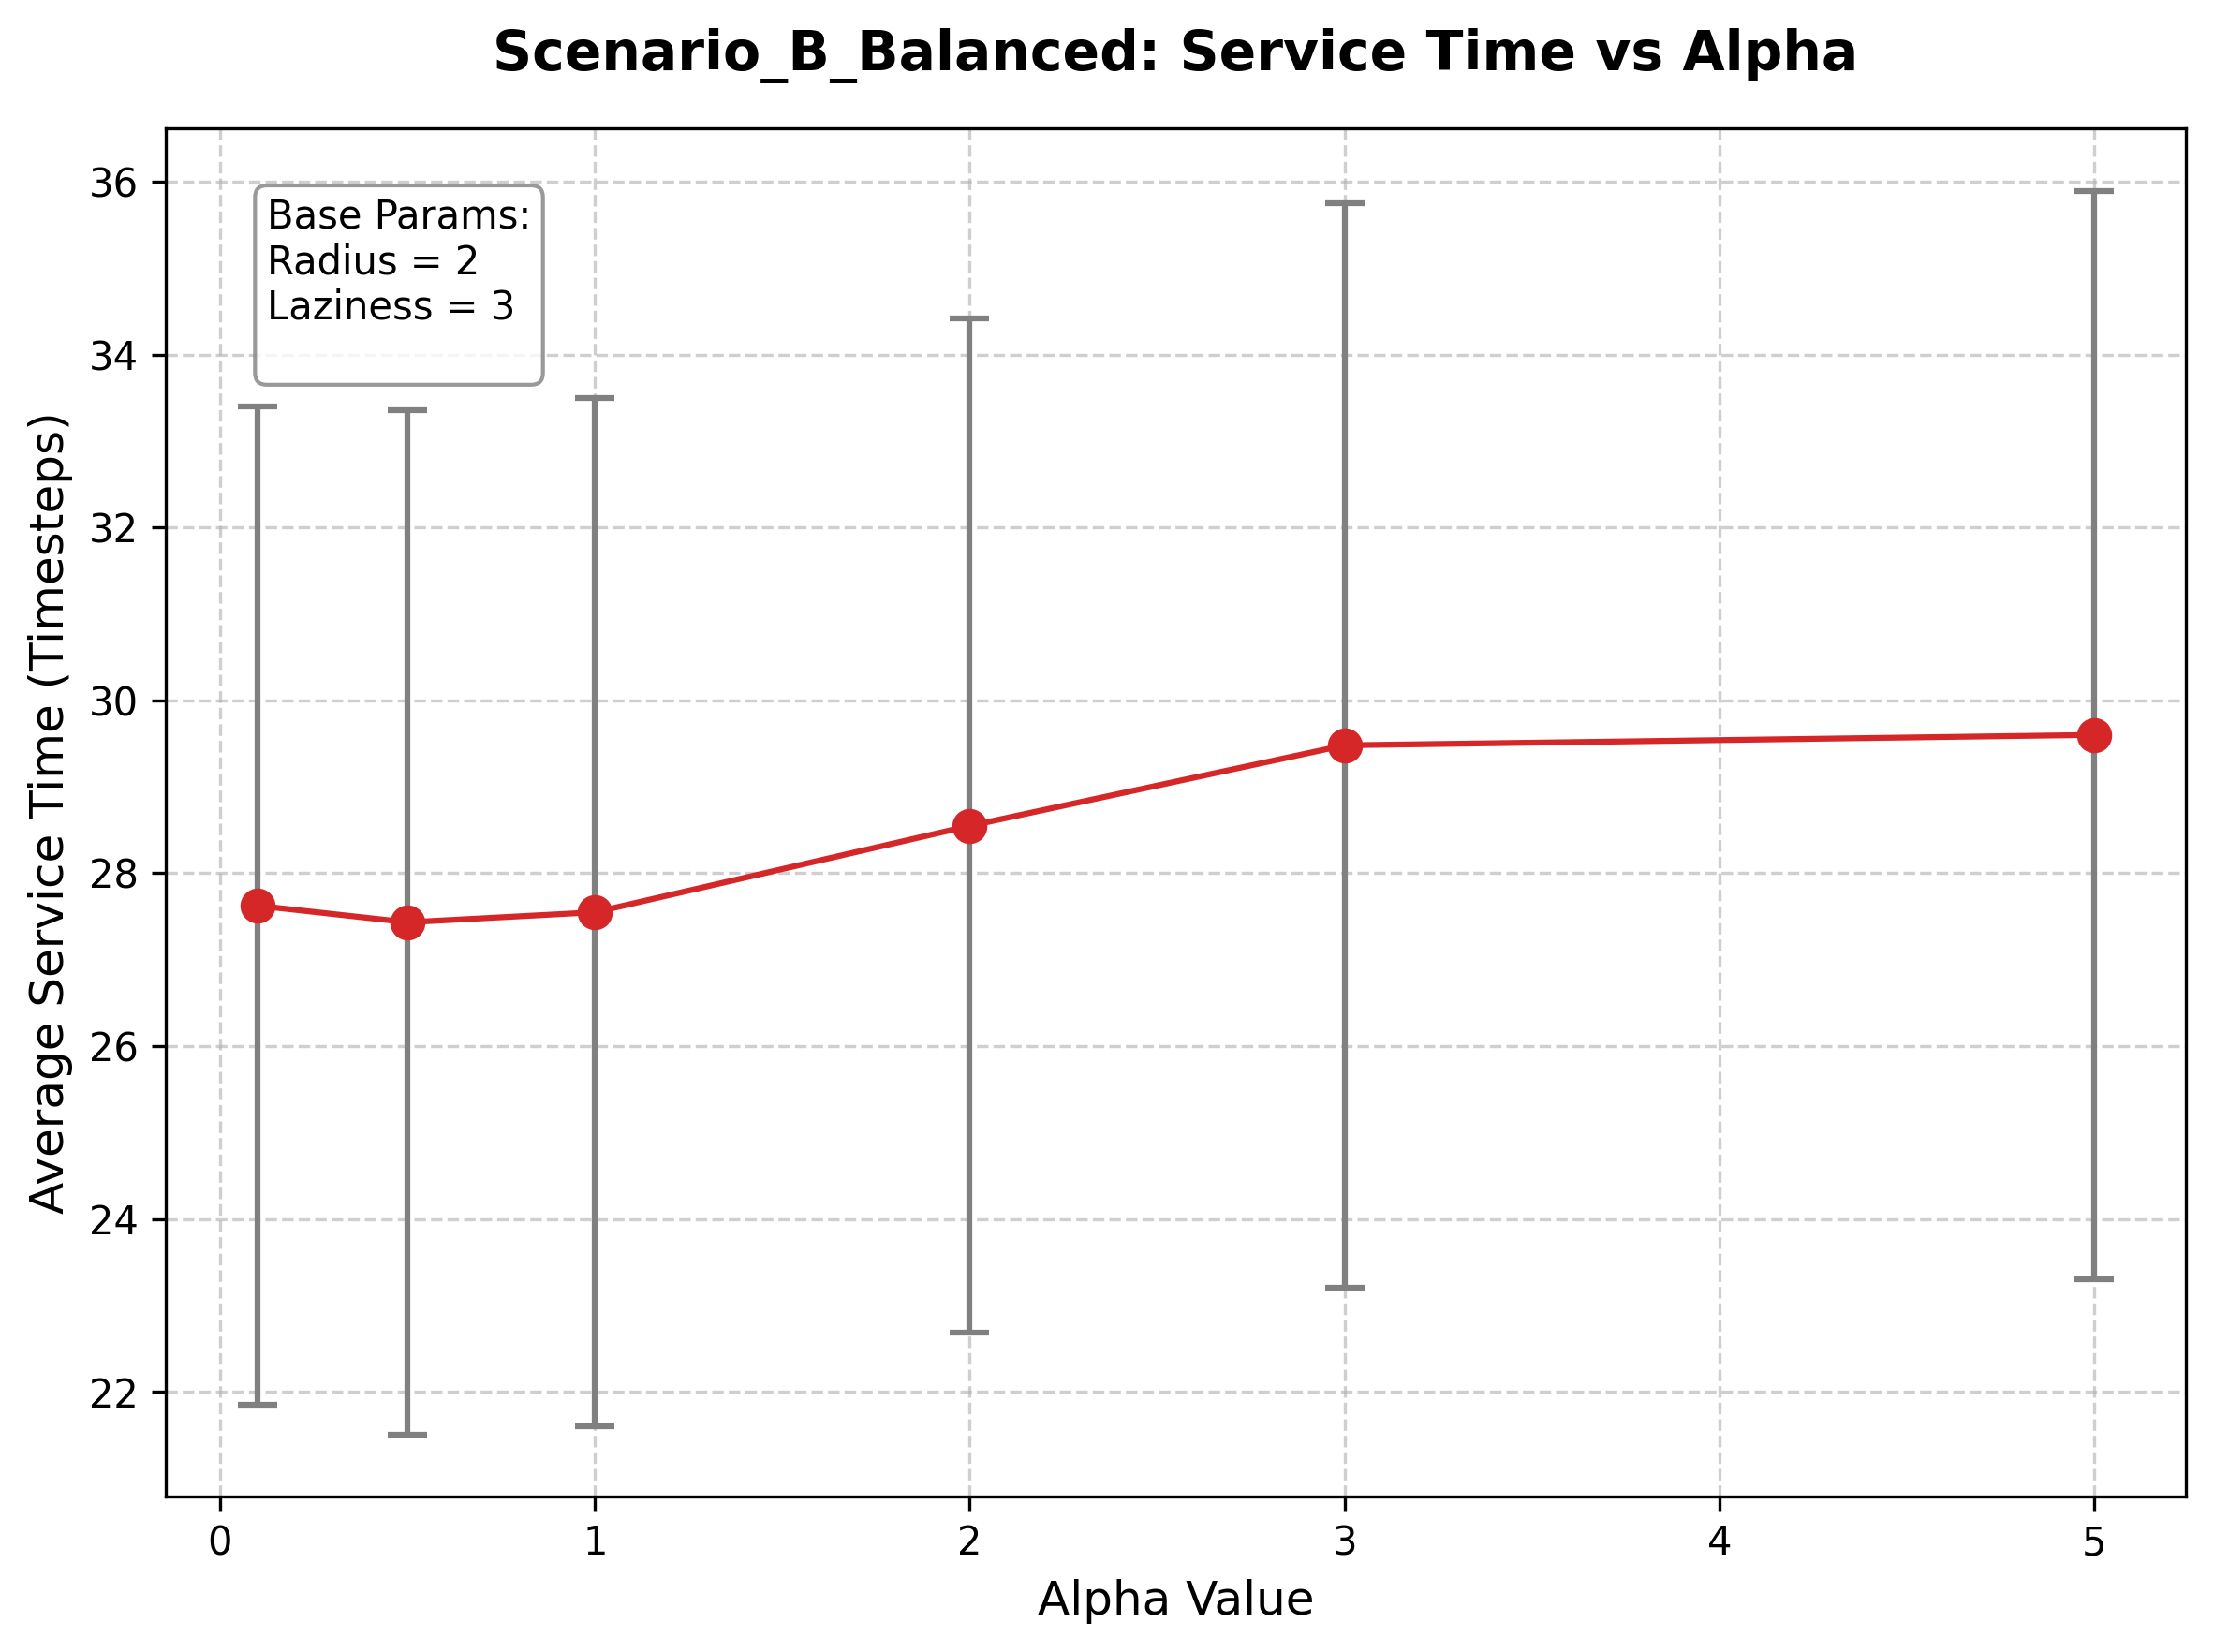 Scenario_B_Balanced: Service Time vs Alpha
Base Params:
Radius = 2
Laziness = 3
Average Service Time (Timesteps)
36
34
32
30
28
26
24
22
0 1 2 3 4 5
Alpha Value